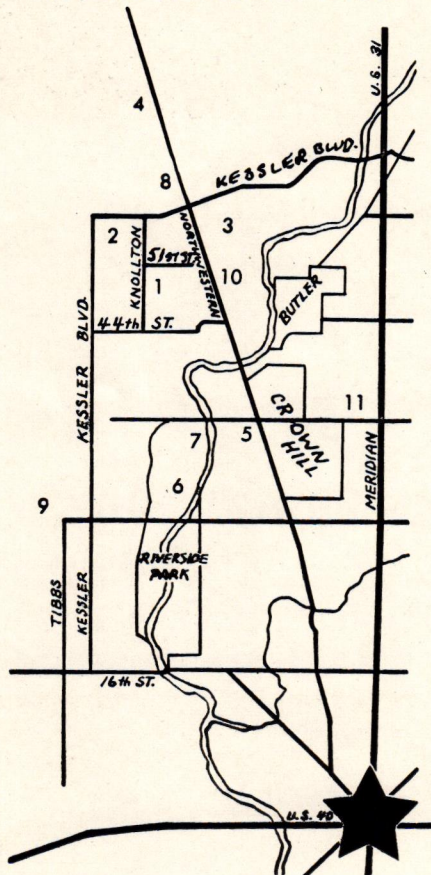 U.S. 31
4
KESSLER BLVD.
8
2
KNOLLTON
51ST ST.
NORTHWESTERN
3
1
10
BUTLER
44th ST.
KESSLER BLVD.
CROWN HILL
11
7
5
MERIDIAN
6
9
RIVERSIDE
PARK
TIBBS
KESSLER
16th ST.
U.S. 40